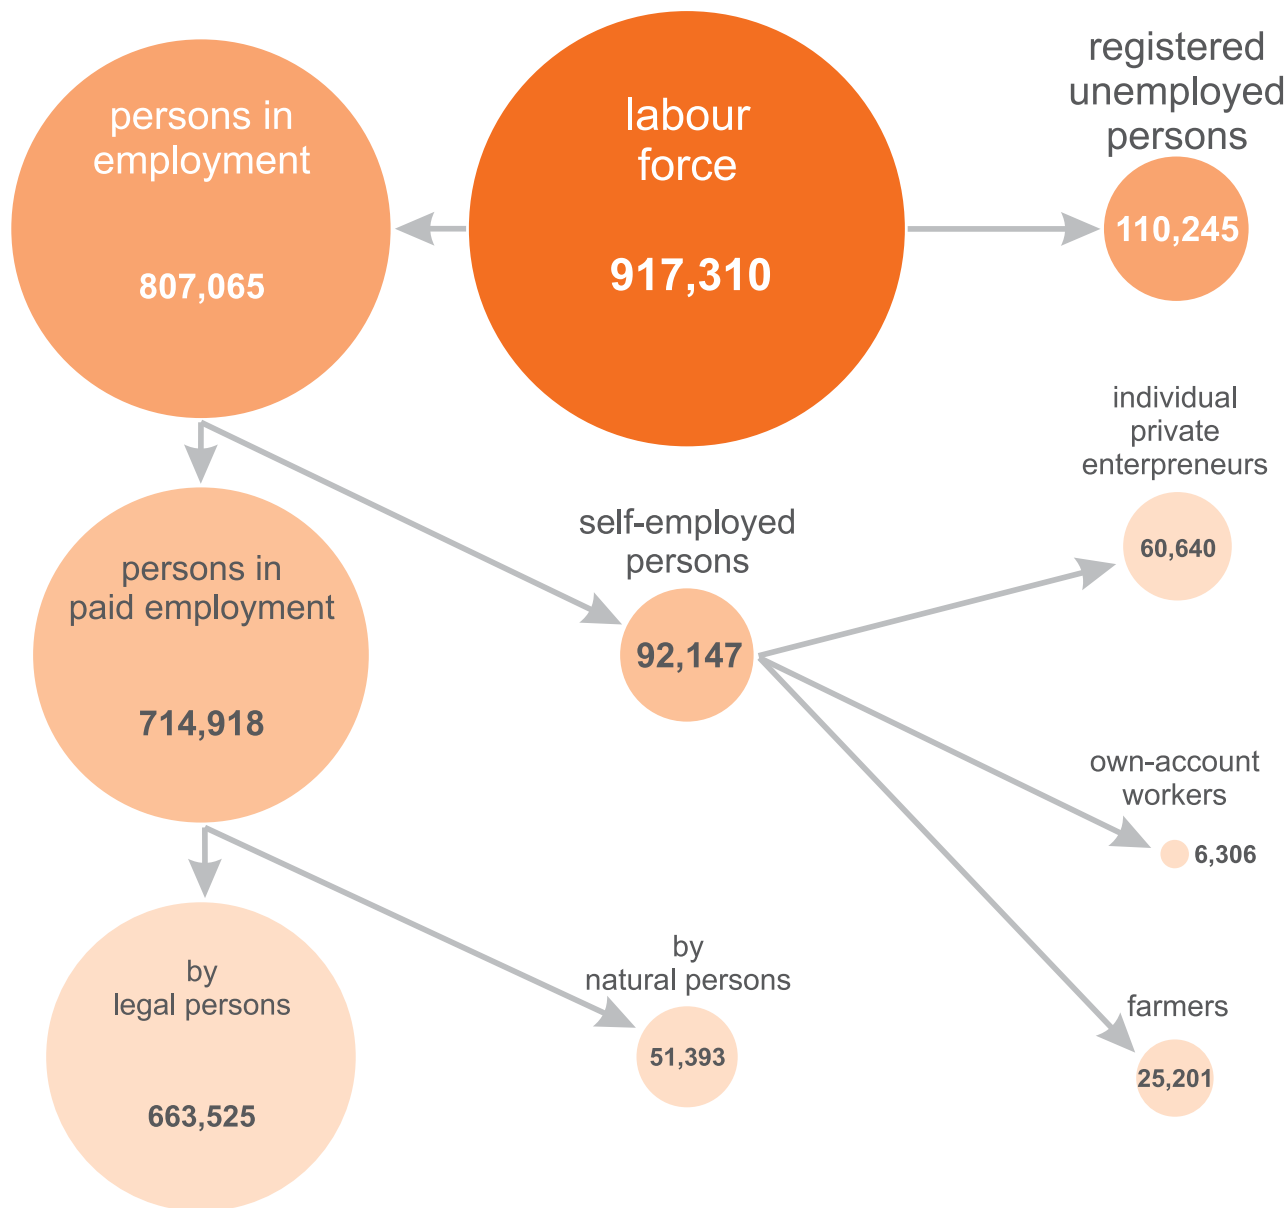 persons in
employment
807,065
labour
force
917,310
registered
unemployed
persons
110,245
individual
private
enterpreneurs
60,640
self-employed
persons
92,147
persons in
paid employment
714,918
own-account
workers
6,306
by
legal persons
663,525
by
natural persons
51,393
farmers
25,201